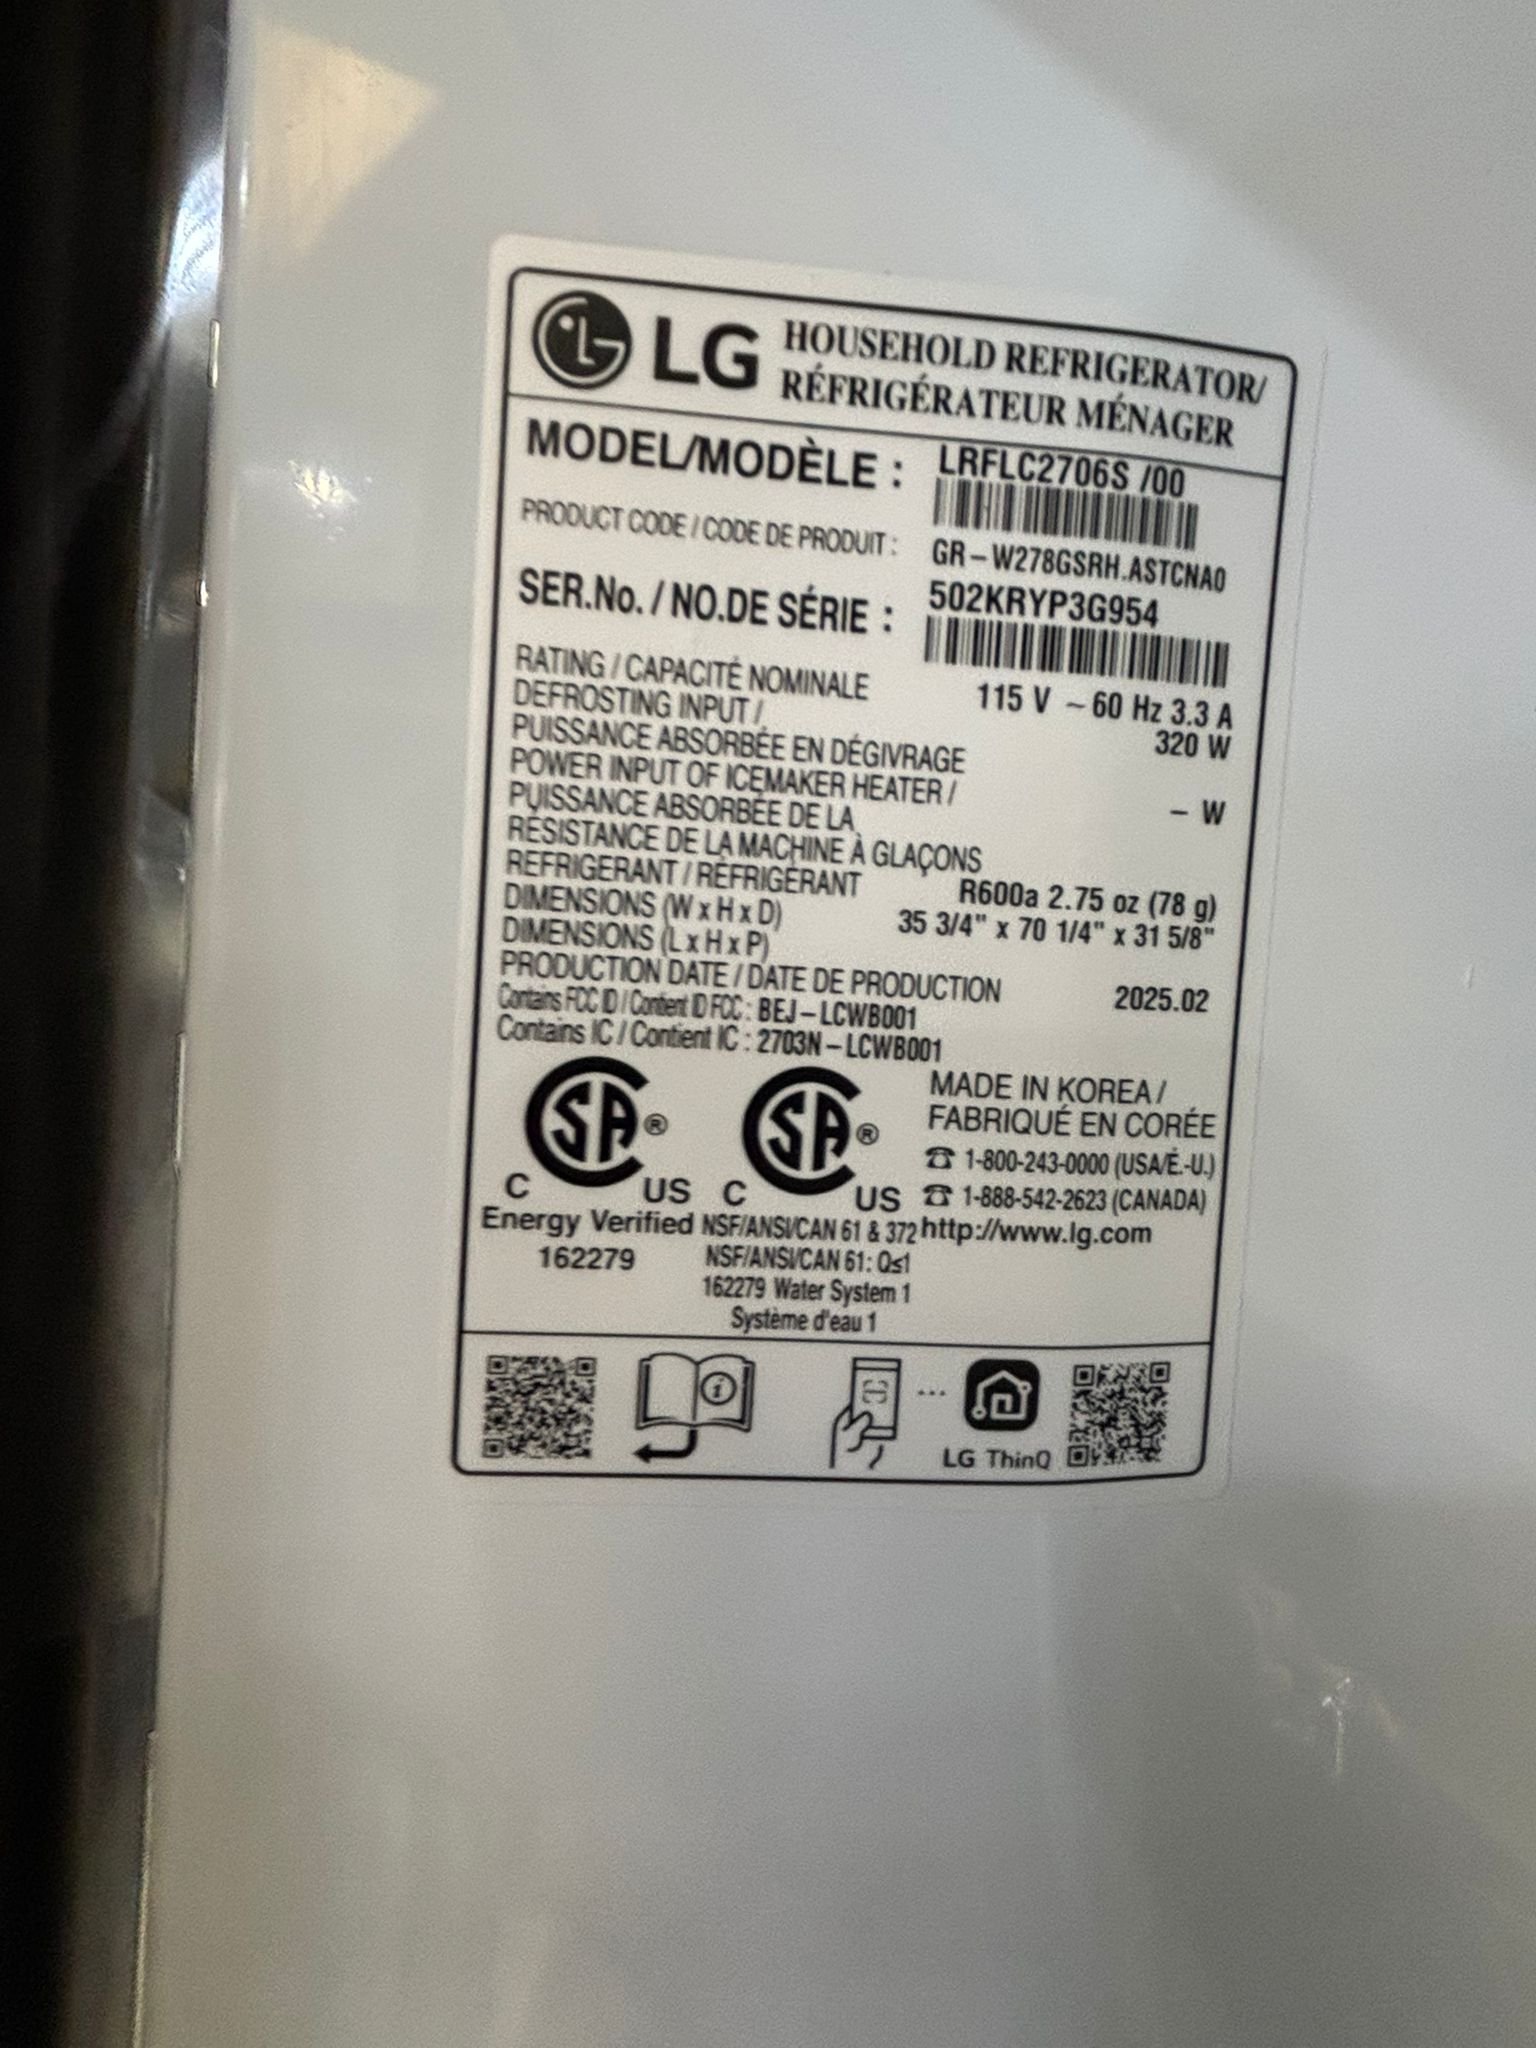 LG HOUSEHOLD REFRIGERATOR/
RÉFRIGÉRATEUR MÉNAGER
MODEL/MODÈLE : LRFLC2706S /00
PRODUCT CODE / CODE DE PRODUIT : GR-W278GSRH.ASTCNA0
SER.No. / NO.DE SÉRIE : 502KRYP3G954
RATING / CAPACITÉ NOMINALE 115 V ~ 60 Hz 3.3 A
DEFROSTING INPUT / 320 W
PUISSANCE ABSORBÉE EN DÉGIVRAGE
POWER INPUT OF ICEMAKER HEATER / – W
PUISSANCE ABSORBÉE DE LA
RÉSISTANCE DE LA MACHINE À GLAÇONS
REFRIGERANT / RÉFRIGÉRANT R600a 2.75 oz (78 g)
DIMENSIONS (W x H x D) 35 3/4" x 70 1/4" x 31 5/8"
DIMENSIONS (L x H x P)
PRODUCTION DATE / DATE DE PRODUCTION 2025.02
Contains FCC ID / Contient ID FCC : BEJ-LCWB001
Contains IC / Contient IC : 2703N-LCWB001
SA ® C US
SA ® C US
MADE IN KOREA /
FABRIQUÉ EN CORÉE
☎ 1-800-243-0000 (USA/É.-U.)
☎ 1-888-542-2623 (CANADA)
http://www.lg.com
Energy Verified
162279
NSF/ANSI/CAN 61 & 372
NSF/ANSI/CAN 61: Q≤1
162279 Water System 1
Système d'eau 1
LG ThinQ